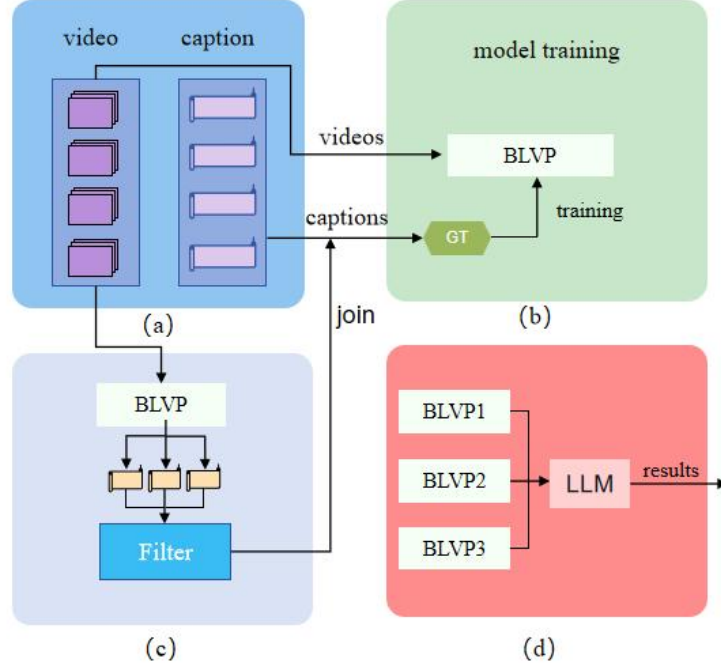 video
caption
model training
videos
BLVP
captions
GT
training
(a)
(b)
join
BLVP
Filter
(c)
BLVP1
BLVP2
BLVP3
LLM
results
(d)